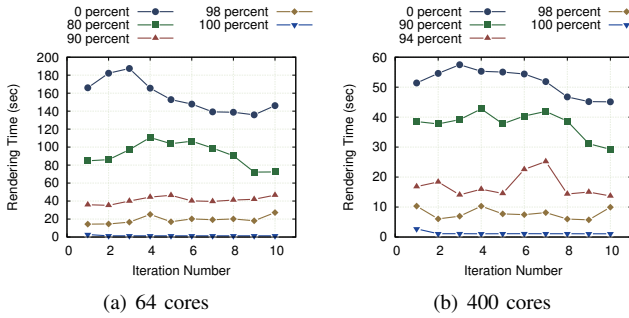 0 percent
80 percent
90 percent
98 percent
100 percent
Rendering Time (sec)
200
180
160
140
120
100
80
60
40
20
0
0 2 4 6 8 10
Iteration Number
(a) 64 cores
0 percent
90 percent
94 percent
98 percent
100 percent
Rendering Time (sec)
60
50
40
30
20
10
0
0 2 4 6 8 10
Iteration Number
(b) 400 cores